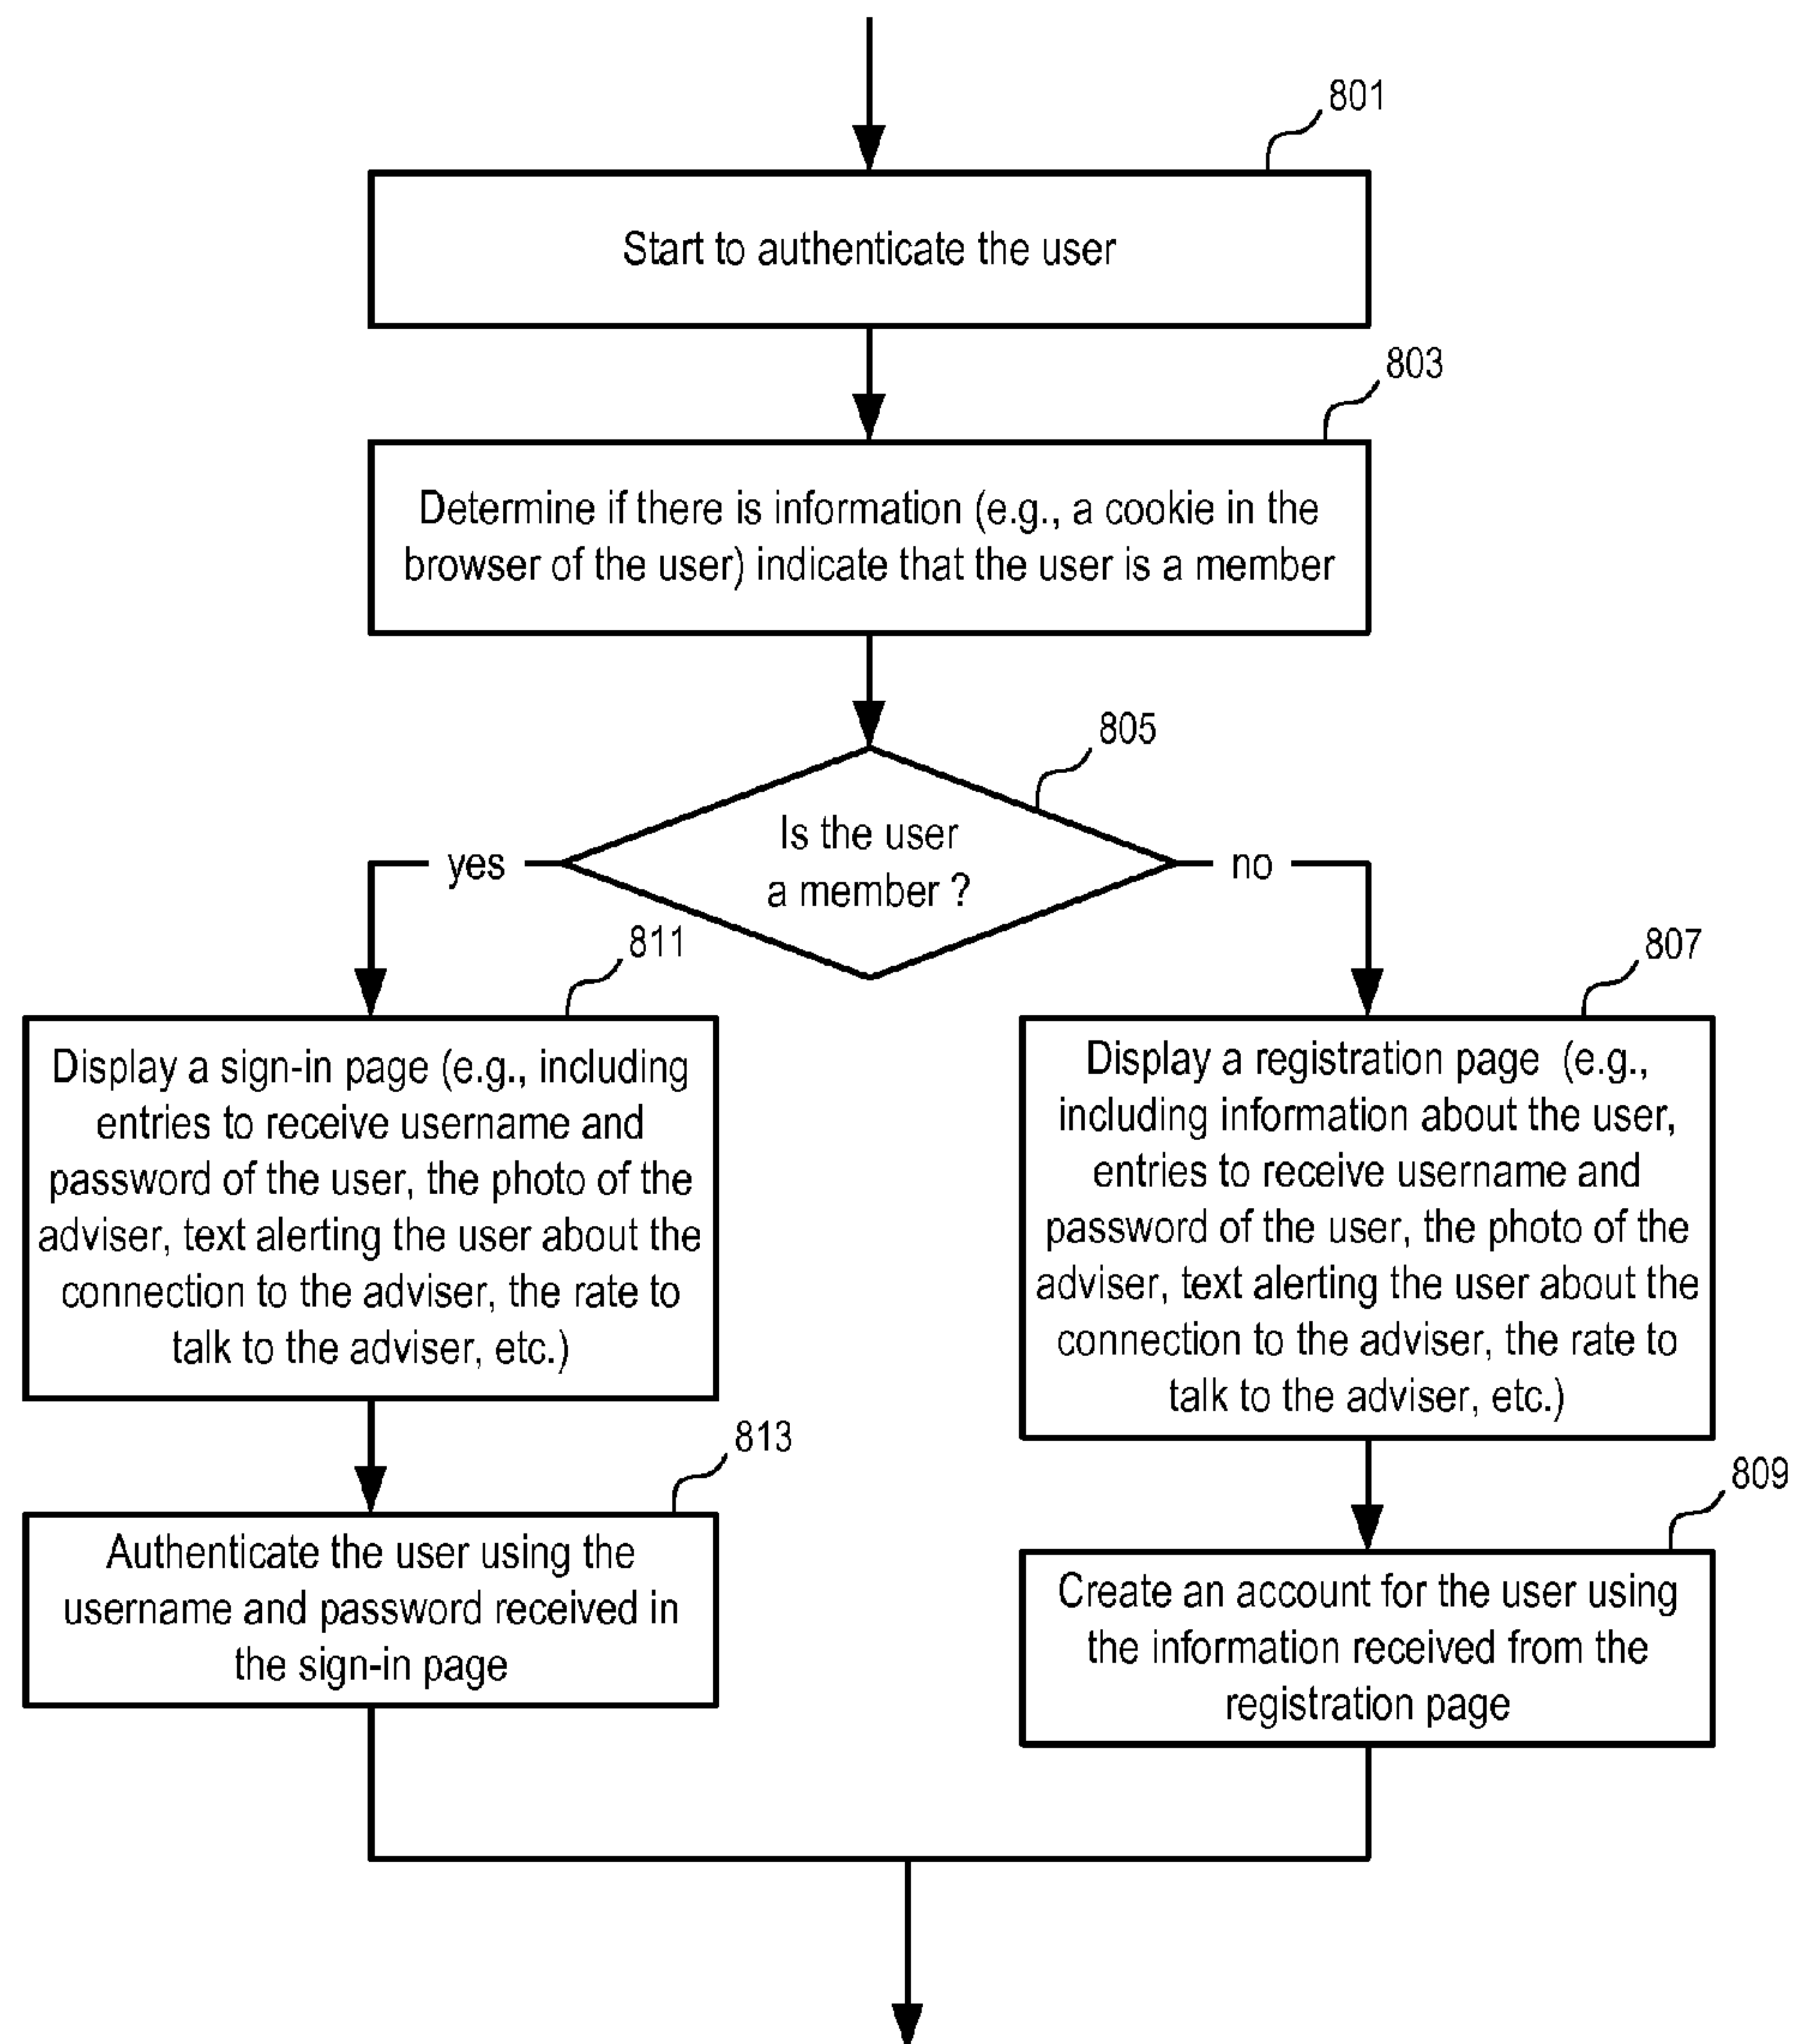 801
Start to authenticate the user
803
Determine if there is information (e.g., a cookie in the
browser of the user) indicate that the user is a member
805
Is the user
a member ?
yes
no
811
Display a sign-in page (e.g., including
entries to receive username and
password of the user, the photo of the
adviser, text alerting the user about the
connection to the adviser, the rate to
talk to the adviser, etc.)
807
Display a registration page (e.g.,
including information about the user,
entries to receive username and
password of the user, the photo of the
adviser, text alerting the user about the
connection to the adviser, the rate to
talk to the adviser, etc.)
813
Authenticate the user using the
username and password received in
the sign-in page
809
Create an account for the user using
the information received from the
registration page